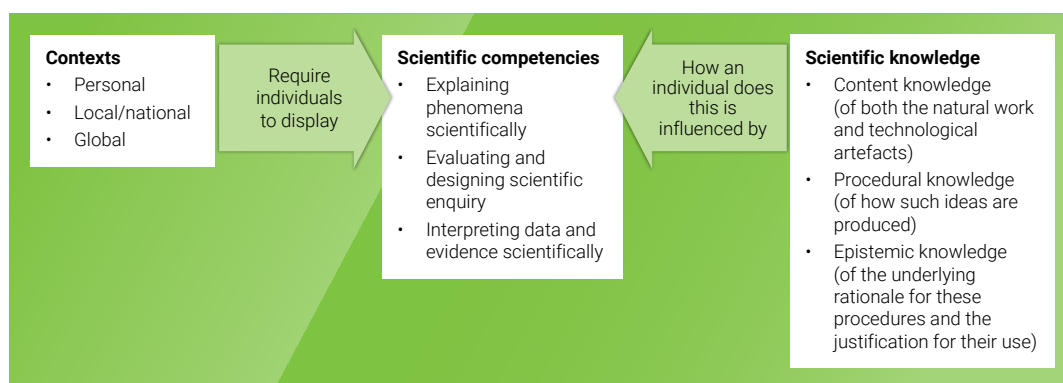 Contexts
• Personal
• Local/national
• Global
Require
individuals
to display
Scientific competencies
• Explaining
phenomena
scientifically
• Evaluating and
designing scientific
enquiry
• Interpreting data and
evidence scientifically
How an
individual does
this is
influenced by
Scientific knowledge
• Content knowledge
(of both the natural work
and technological
artefacts)
• Procedural knowledge
(of how such ideas are
produced)
• Epistemic knowledge
(of the underlying
rationale for these
procedures and the
justification for their use)